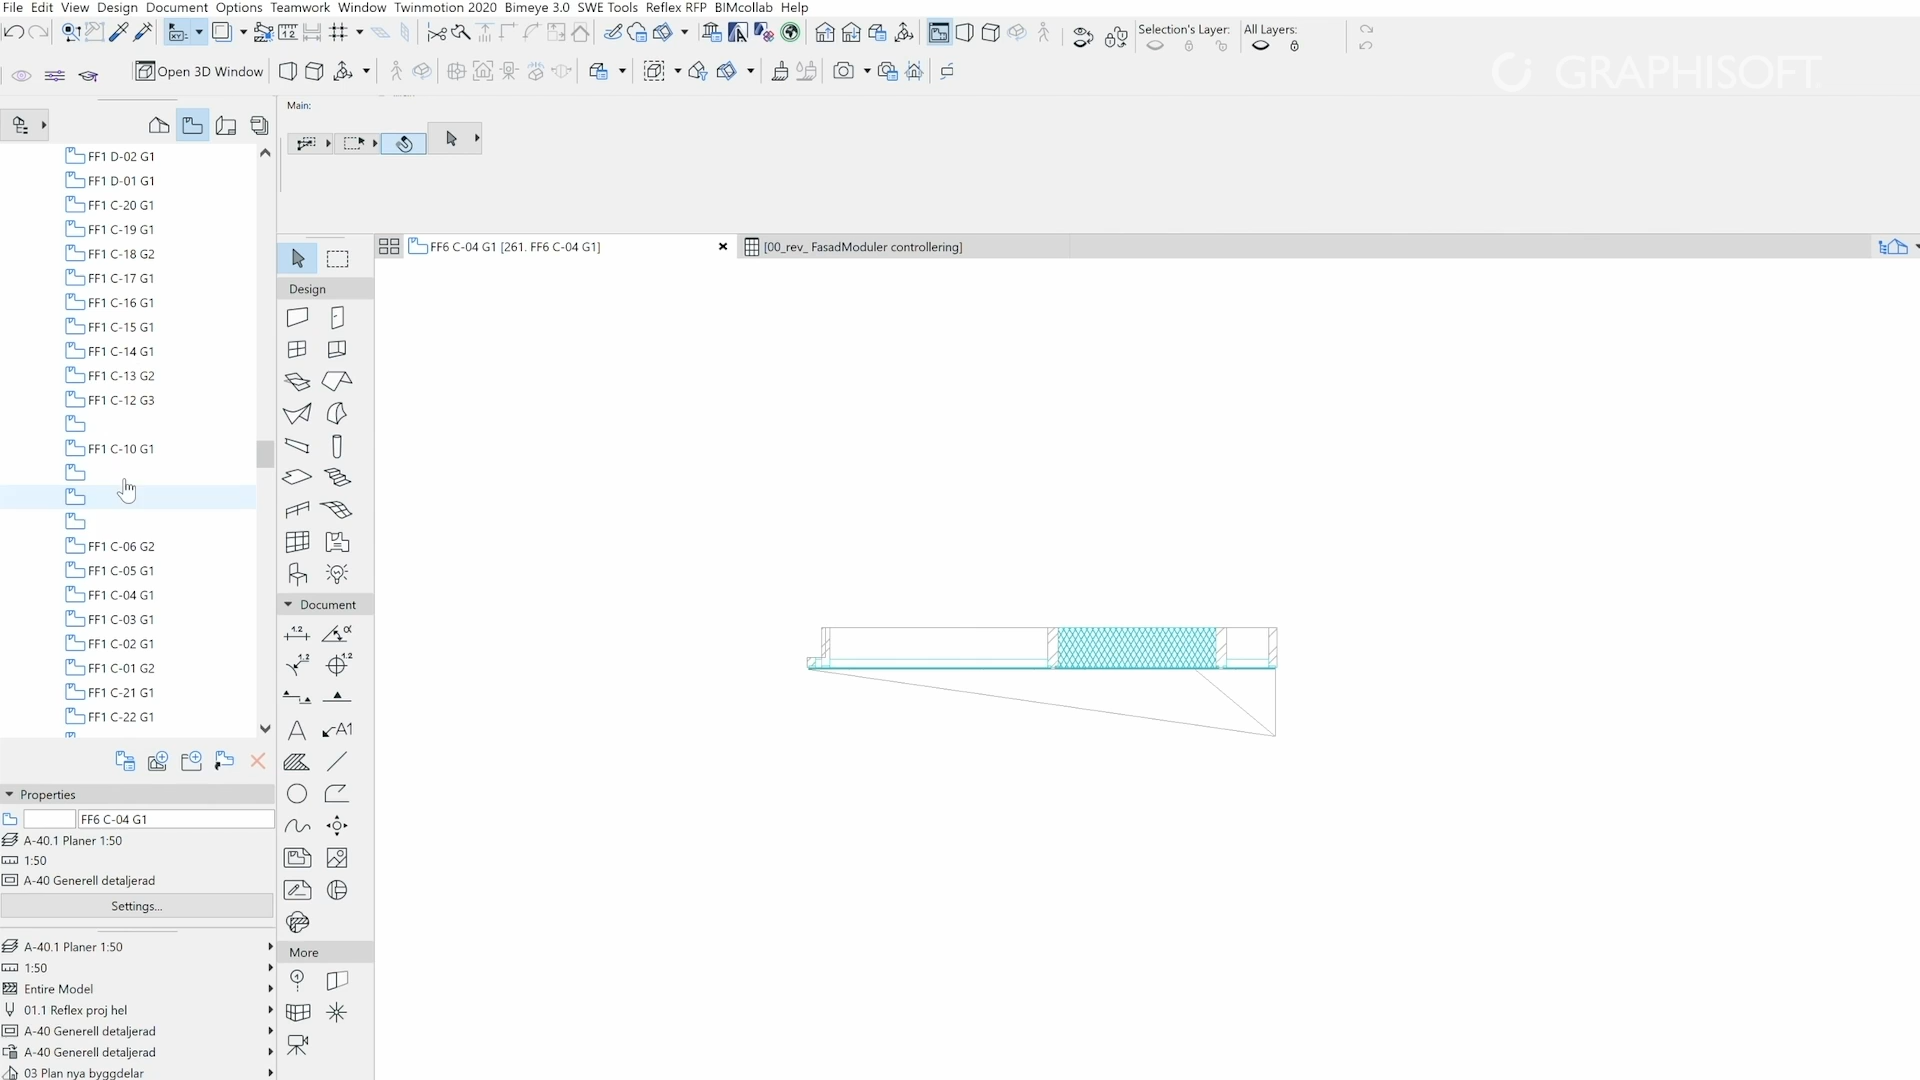 File Edit View Design Document Options Teamwork Window Twinmotion 2020 Bimeye 3.0 SWE Tools Reflex RFP BIMcollab Help
Selection's Layer: All Layers:
Open 3D Window
GRAPHISOFT
Main:
FF1 D-02 G1
FF1 D-01 G1
FF1 C-20 G1
FF1 C-19 G1
FF1 C-18 G2
FF1 C-17 G1
FF1 C-16 G1
FF1 C-15 G1
FF1 C-14 G1
FF1 C-13 G2
FF1 C-12 G3
FF1 C-10 G1
FF1 C-06 G2
FF1 C-05 G1
FF1 C-04 G1
FF1 C-03 G1
FF1 C-02 G1
FF1 C-01 G2
FF1 C-21 G1
FF1 C-22 G1
FF6 C-04 G1 [261. FF6 C-04 G1]
[00_rev_ FasadModuler controllering]
Design
Document
More
Properties
FF6 C-04 G1
A-40.1 Planer 1:50
1:50
A-40 Generell detaljerad
Settings...
A-40.1 Planer 1:50
1:50
Entire Model
01.1 Reflex proj hel
A-40 Generell detaljerad
A-40 Generell detaljerad
03 Plan nya byggdelar